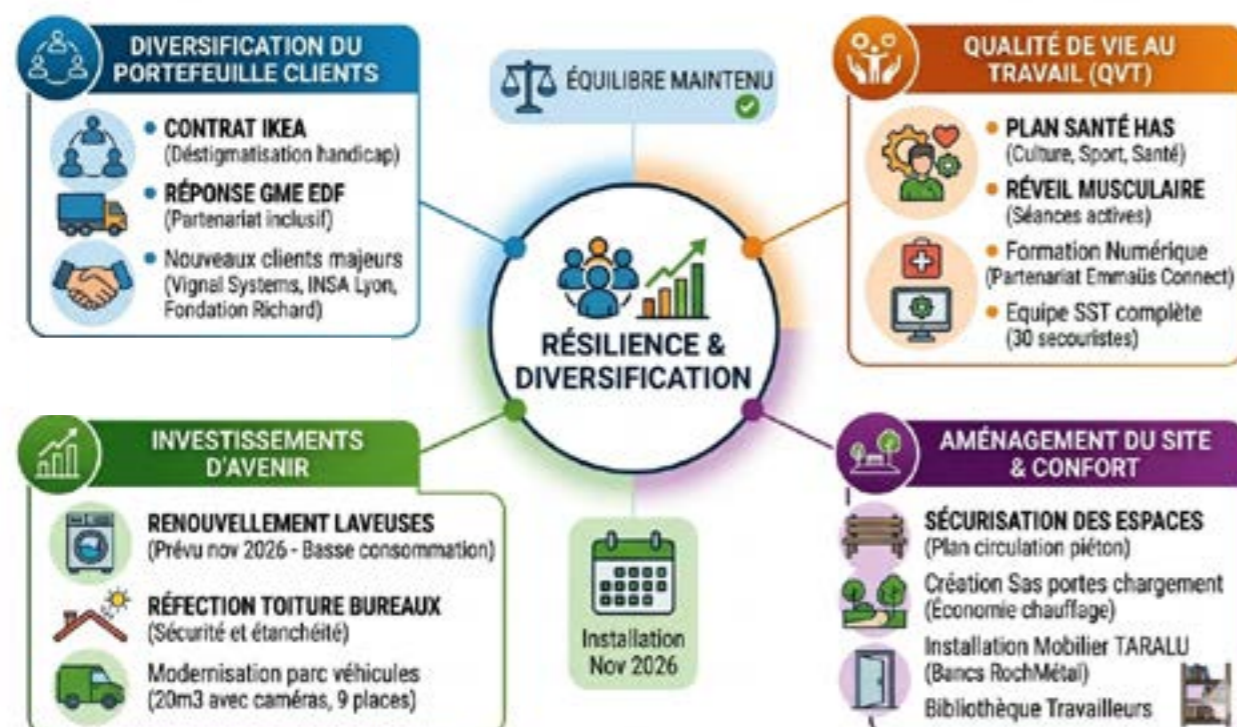 DIVERSIFICATION DU
PORTEFEUILLE CLIENTS
• CONTRAT IKEA
(Déstigmatisation handicap)
• RÉPONSE GME EDF
(Partenariat inclusif)
• Nouveaux clients majeurs
(Vignal Systems, INSA Lyon,
Fondation Richard)
ÉQUILIBRE MAINTENU
QUALITÉ DE VIE AU
TRAVAIL (QVT)
• PLAN SANTÉ HAS
(Culture, Sport, Santé)
• RÉVEIL MUSCULAIRE
(Séances actives)
• Formation Numérique
(Partenariat Emmaüs Connect)
• Equipe SST complète
(30 secouristes)
RÉSILIENCE &
DIVERSIFICATION
INVESTISSEMENTS
D'AVENIR
RENOUVELLEMENT LAVEUSES
(Prévu nov 2026 - Basse consommation)
RÉFECTION TOITURE BUREAUX
(Sécurité et étanchéité)
Modernisation parc véhicules
(20m3 avec caméras, 9 places)
Installation
Nov 2026
AMÉNAGEMENT DU SITE
& CONFORT
SÉCURISATION DES ESPACES
(Plan circulation piéton)
Création Sas portes chargement
(Économie chauffage)
Installation Mobilier TARALU
(Bancs RochMétal)
Bibliothèque Travailleurs